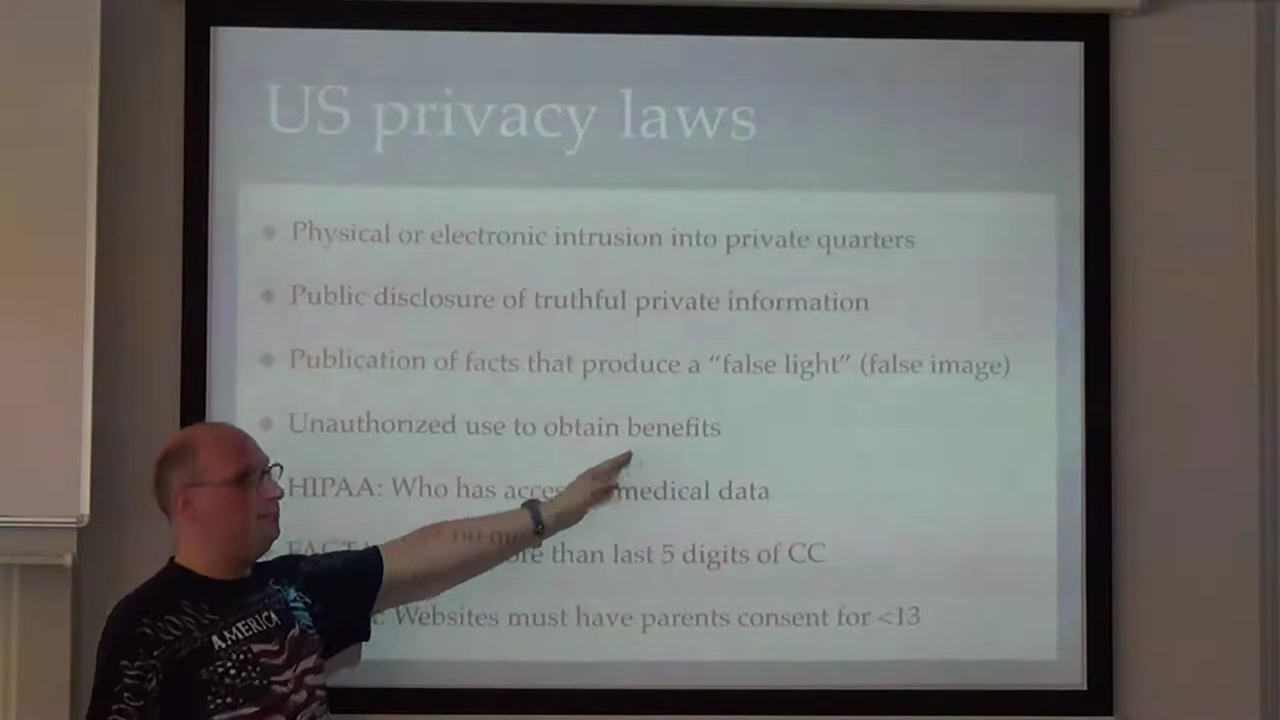 US privacy laws
Physical or electronic intrusion into private quarters
Public disclosure of truthful private information
Publication of facts that produce a “false light” (false image)
Unauthorized use to obtain benefits
HIPAA: Who has medical data
than last 5 digits of CC
Websites must have parents consent for <13
AMERICA